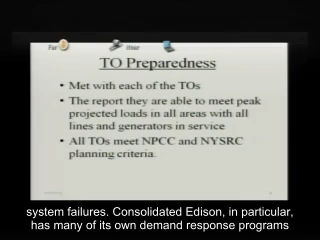 TO Preparedness
• Met with each of the TOs
• The report they are able to meet peak
projected loads in all areas with all
lines and generators in service
• All TOs meet NPCC and NYSRC
planning criteria.
system failures. Consolidated Edison, in particular,
has many of its own demand response programs